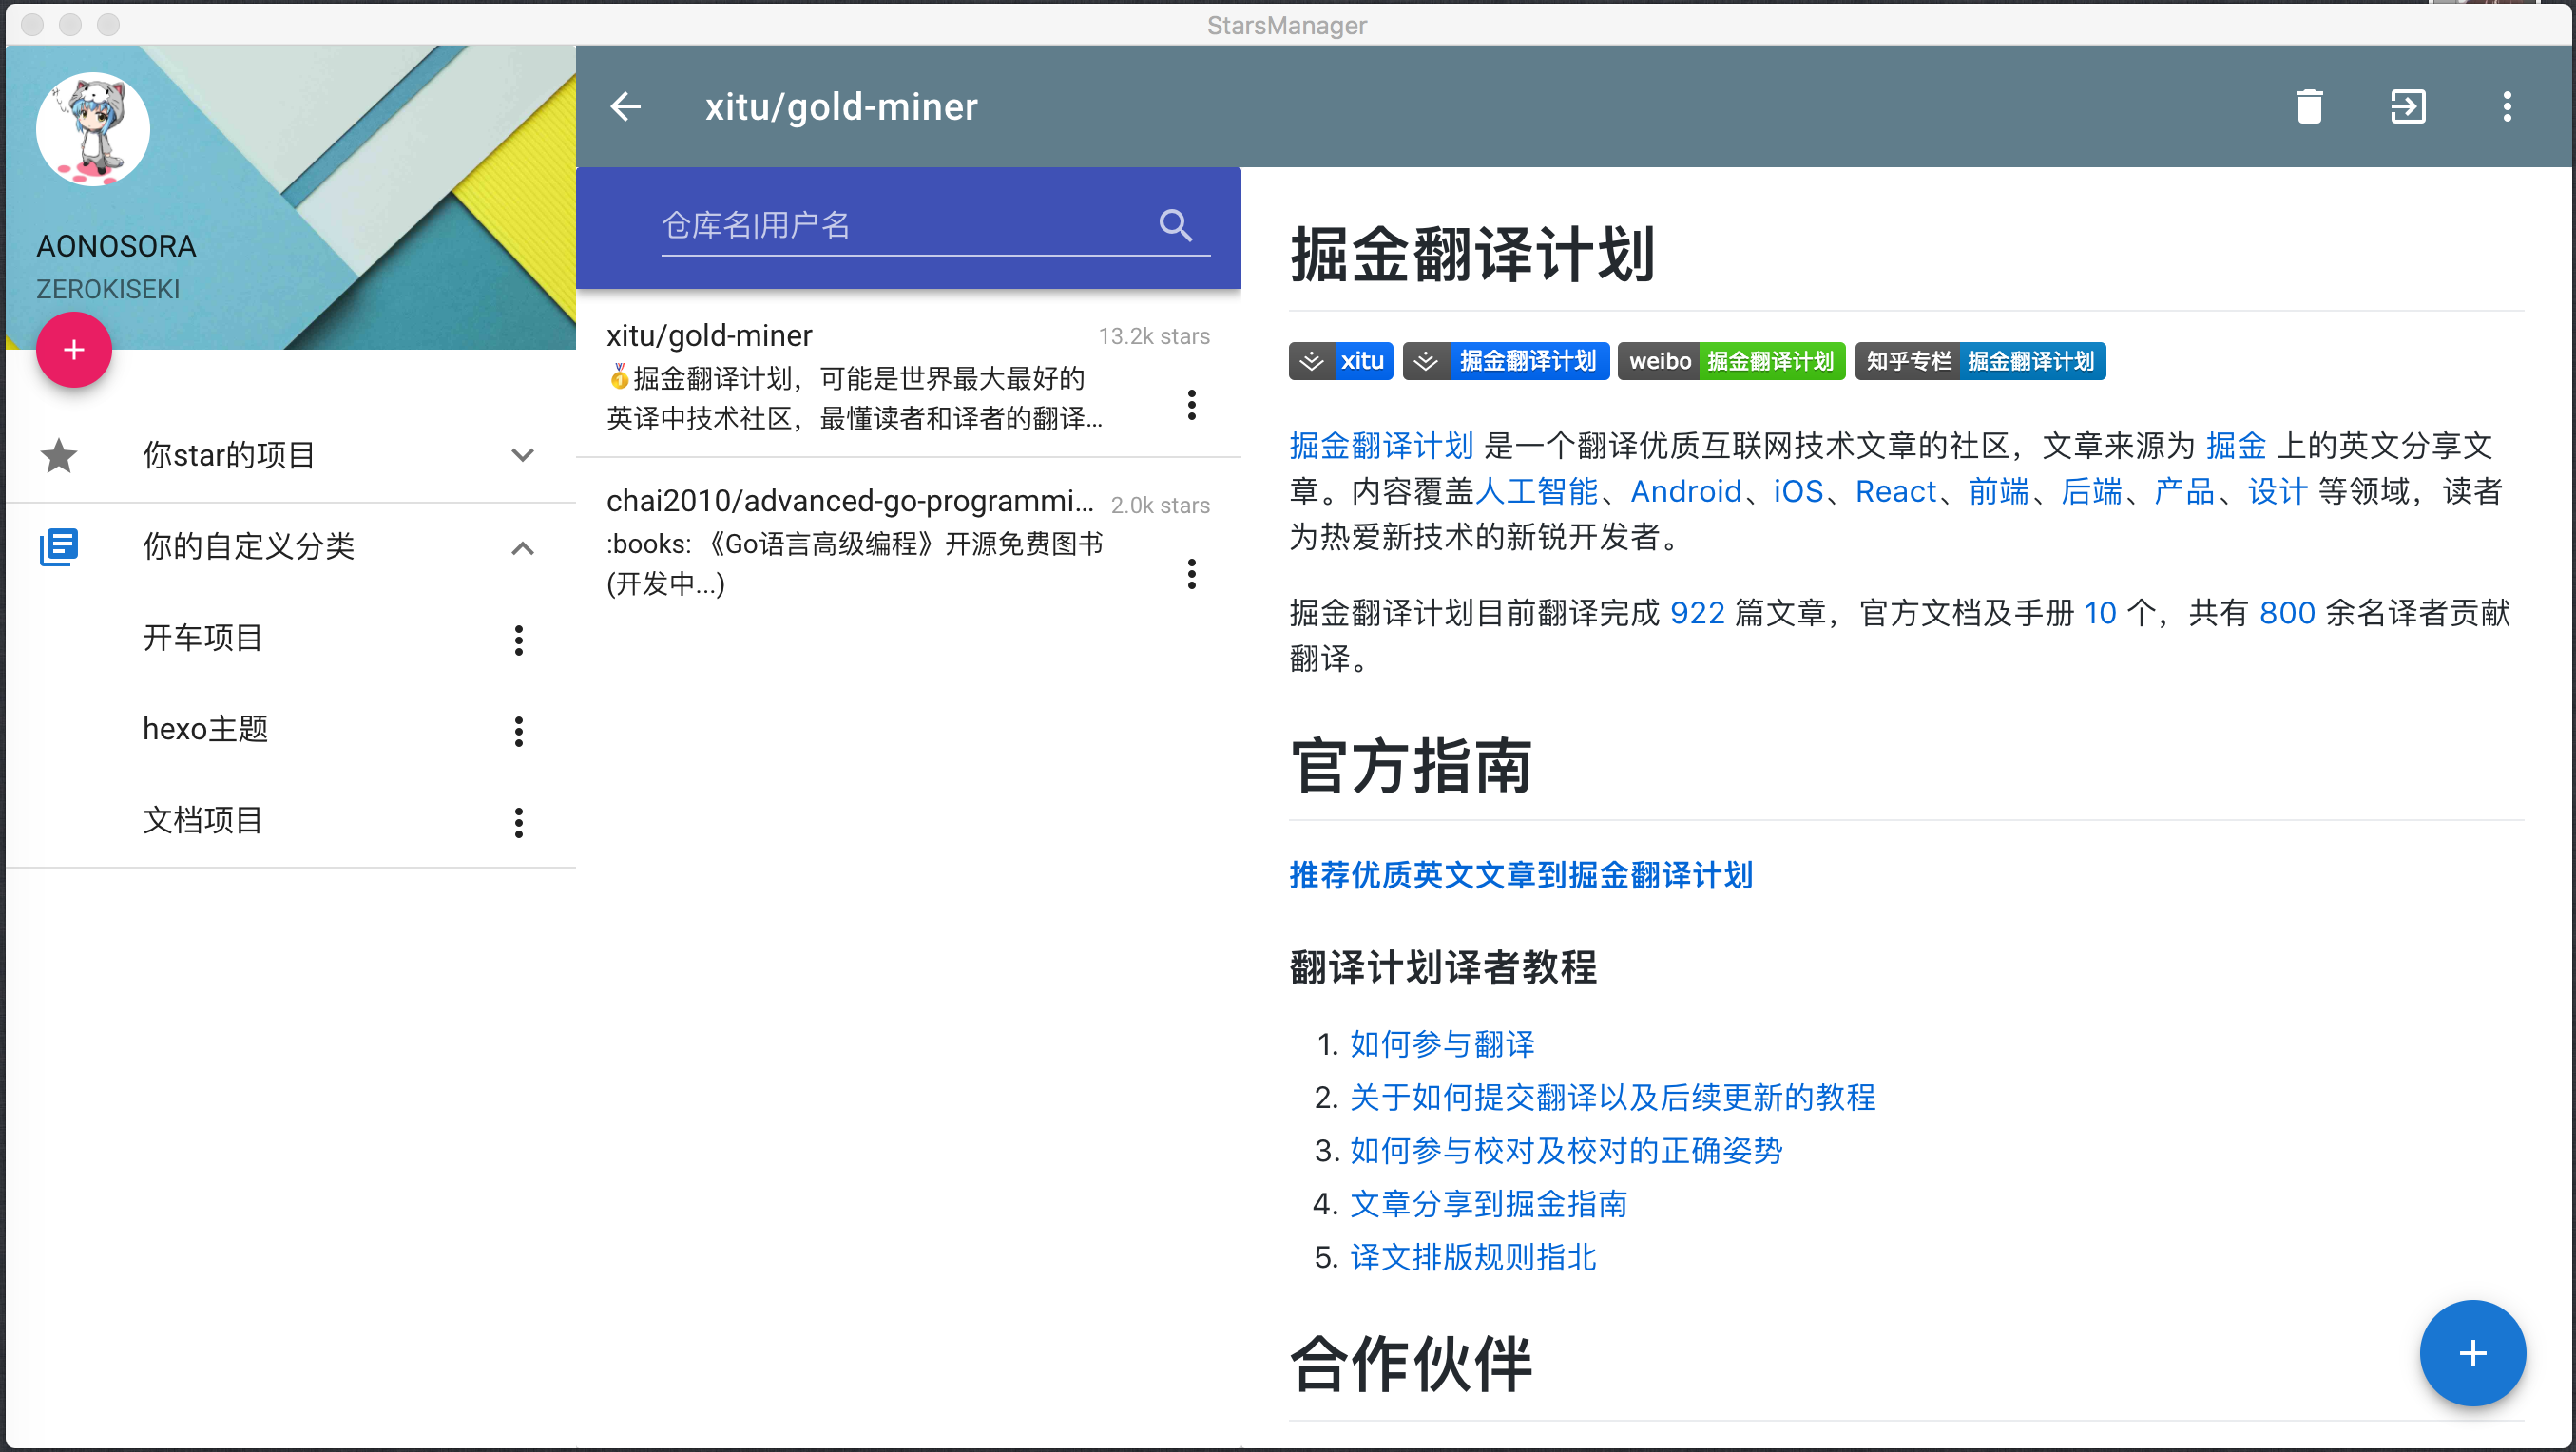 StarsManager
AONOSORA
ZEROKISEKI
你star的项目
你的自定义分类
开车项目
hexo主题
文档项目
xitu/gold-miner
仓库名|用户名
xitu/gold-miner 13.2k stars
🥇掘金翻译计划，可能是世界最大最好的
英译中技术社区，最懂读者和译者的翻译...
chai2010/advanced-go-programmi... 2.0k stars
:books: 《Go语言高级编程》开源免费图书
(开发中...)
掘金翻译计划
xitu 掘金翻译计划 weibo 掘金翻译计划 知乎专栏 掘金翻译计划
掘金翻译计划 是一个翻译优质互联网技术文章的社区，文章来源为 掘金 上的英文分享文
章。内容覆盖人工智能、Android、iOS、React、前端、后端、产品、设计 等领域，读者
为热爱新技术的新锐开发者。
掘金翻译计划目前翻译完成 922 篇文章，官方文档及手册 10 个，共有 800 余名译者贡献
翻译。
官方指南
推荐优质英文文章到掘金翻译计划
翻译计划译者教程
1. 如何参与翻译
2. 关于如何提交翻译以及后续更新的教程
3. 如何参与校对及校对的正确姿势
4. 文章分享到掘金指南
5. 译文排版规则指北
合作伙伴